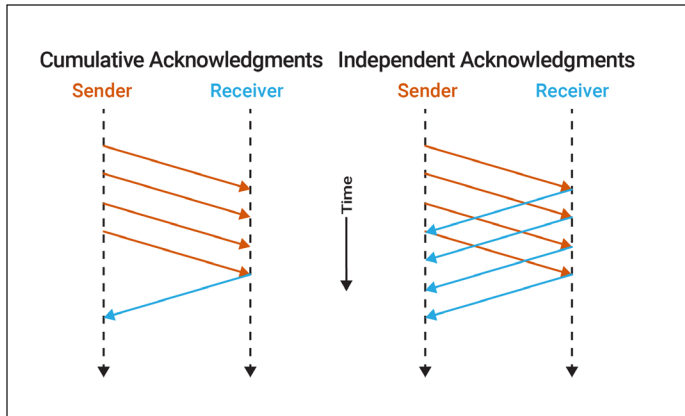 Cumulative Acknowledgments
Sender Receiver
Time
Independent Acknowledgments
Sender Receiver